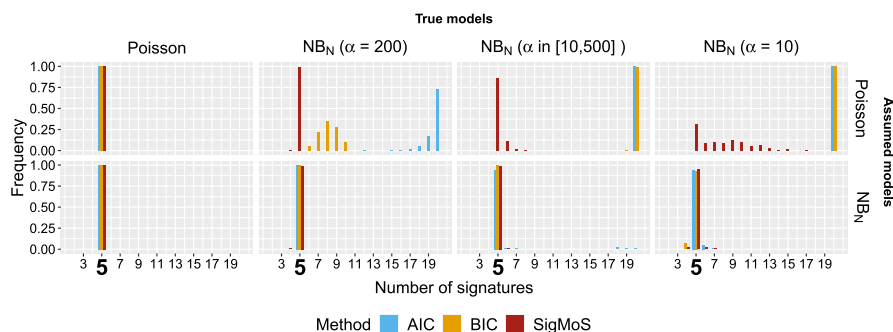 True models
Poisson NB_N (α = 200) NB_N (α in [10,500] ) NB_N (α = 10)
Frequency
1.00
0.75
0.50
0.25
0.00
Poisson
1.00
0.75
0.50
0.25
0.00
NB_N
Assumed models
3 5 7 9 11 13 15 17 19 3 5 7 9 11 13 15 17 19 3 5 7 9 11 13 15 17 19 3 5 7 9 11 13 15 17 19
Number of signatures
Method AIC BIC SigMoS